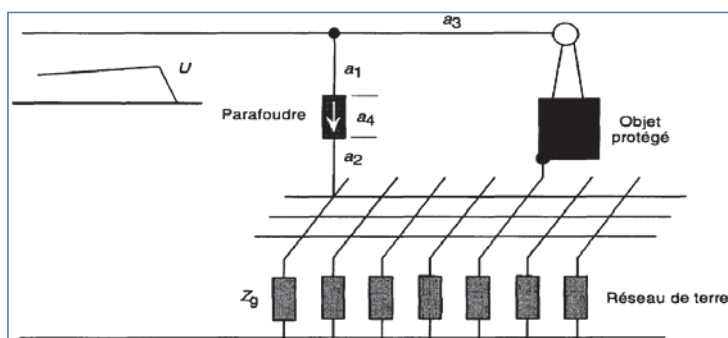 a3
U
a1
Parafoudre
a4
Objet
protégé
a2
Zg
Réseau de terre